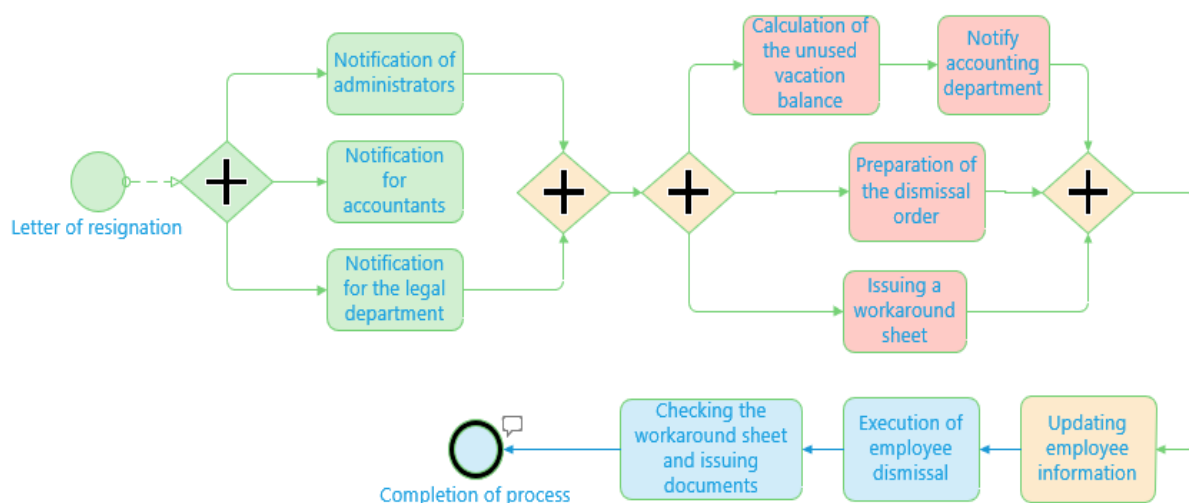 Notification of
administrators
Calculation of
the unused
vacation
balance
Notify
accounting
department
Letter of resignation
Notification
for
accountants
Preparation of
the dismissal
order
Notification
for the legal
department
Issuing a
workaround
sheet
Completion of process
Checking the
workaround sheet
and issuing
documents
Execution of
employee
dismissal
Updating
employee
information